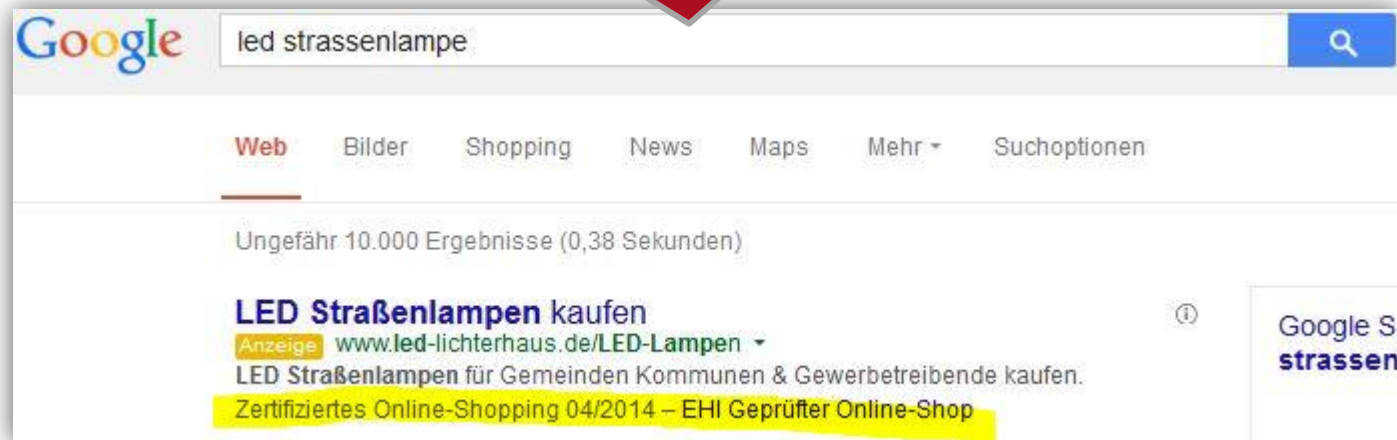 Google led strassenlampe
Web Bilder Shopping News Maps Mehr Suchoptionen
Ungefähr 10.000 Ergebnisse (0,38 Sekunden)
LED Straßenlampen kaufen
Anzeige www.led-lichterhaus.de/LED-Lampen
LED Straßenlampen für Gemeinden Kommunen & Gewerbetreibende kaufen.
Zertifiziertes Online-Shopping 04/2014 – EHI Geprüfter Online-Shop
Google S
strassen